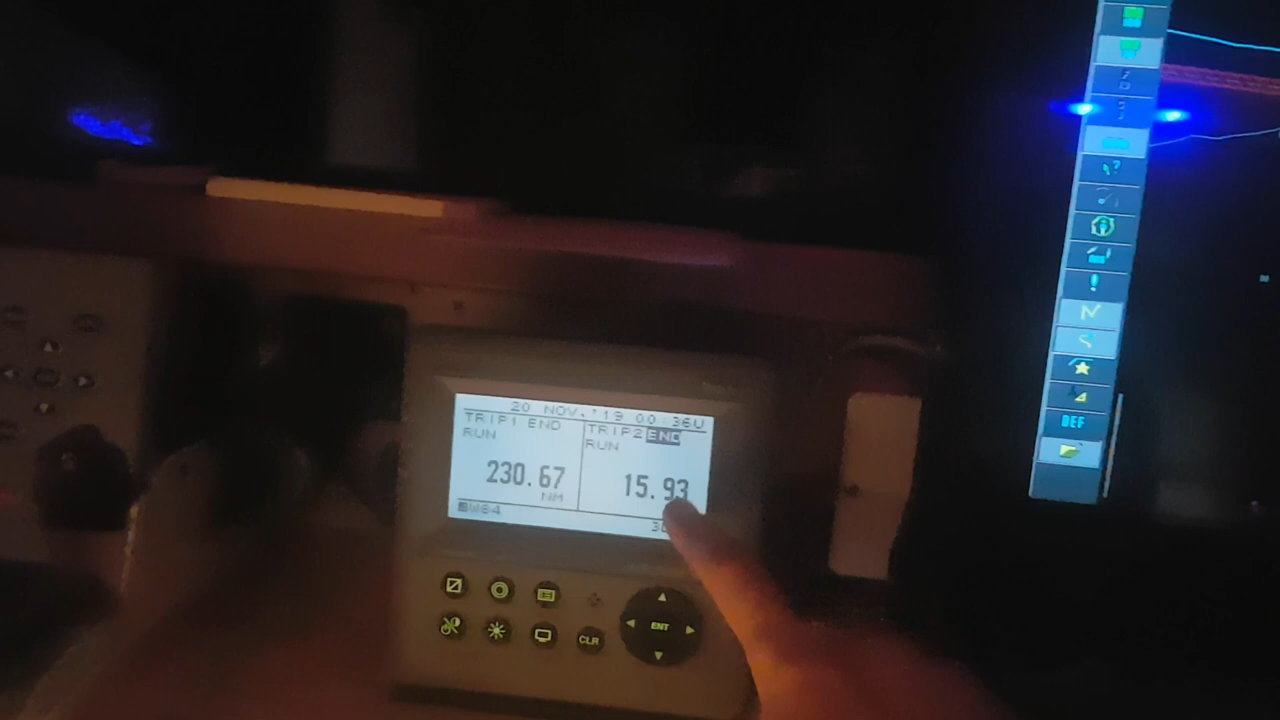 20 NOV, '19 00 36U
TRIP1 END
RUN
230.67
NM
TRIP2 END
RUN
15.93
W84
CLR
ENT
DEF